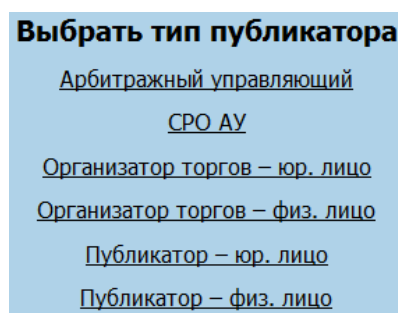 Выбрать тип публикатора
Арбитражный управляющий
СРО АУ
Организатор торгов – юр. лицо
Организатор торгов – физ. лицо
Публикатор – юр. лицо
Публикатор – физ. лицо